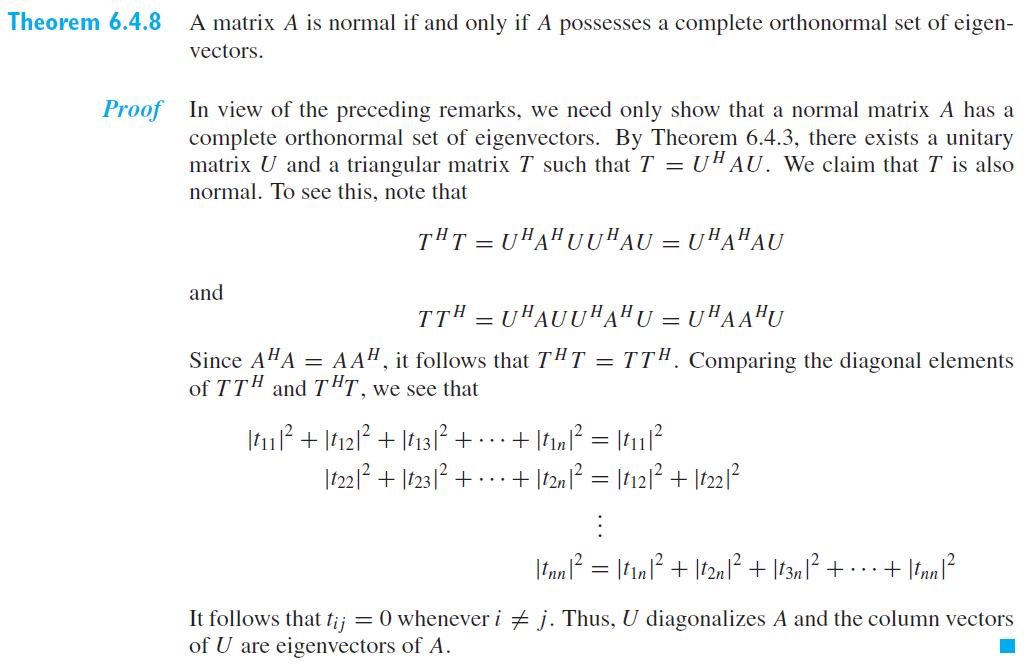 Theorem 6.4.8 A matrix A is normal if and only if A possesses a complete orthonormal set of eigen-
vectors.
Proof In view of the preceding remarks, we need only show that a normal matrix A has a
complete orthonormal set of eigenvectors. By Theorem 6.4.3, there exists a unitary
matrix U and a triangular matrix T such that T = U^H AU. We claim that T is also
normal. To see this, note that
T^H T = U^H A^H U U^H AU = U^H A^H AU
and
T T^H = U^H AU U^H A^H U = U^H AA^H U
Since A^H A = AA^H, it follows that T^H T = T T^H. Comparing the diagonal elements
of T T^H and T^H T, we see that
|t₁₁|² + |t₁₂|² + |t₁₃|² + ⋯ + |t₁ₙ|² = |t₁₁|²
|t₂₂|² + |t₂₃|² + ⋯ + |t₂ₙ|² = |t₁₂|² + |t₂₂|²
⋮
|tₙₙ|² = |t₁ₙ|² + |t₂ₙ|² + |t₃ₙ|² + ⋯ + |tₙₙ|²
It follows that tᵢⱼ = 0 whenever i ≠ j. Thus, U diagonalizes A and the column vectors
of U are eigenvectors of A.